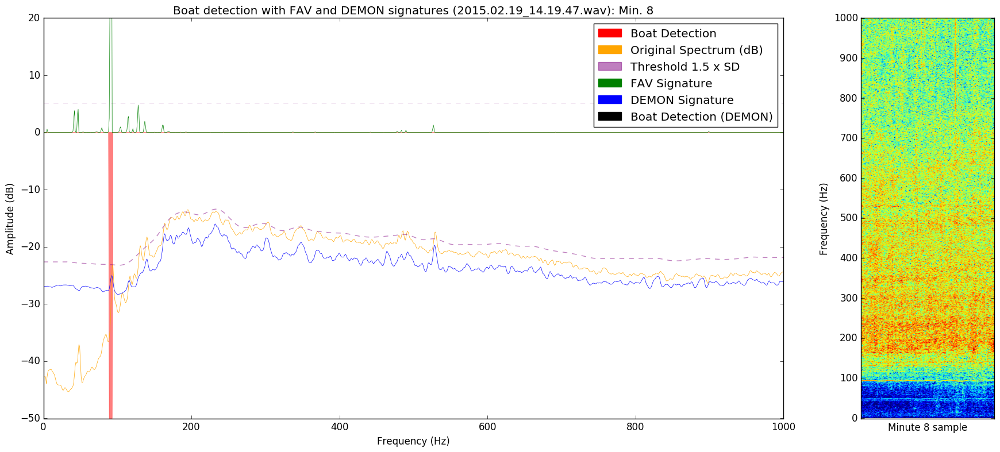 Boat detection with FAV and DEMON signatures (2015.02.19_14.19.47.wav): Min. 8
Boat Detection
Original Spectrum (dB)
Threshold 1.5 x SD
FAV Signature
DEMON Signature
Boat Detection (DEMON)
Amplitude (dB)
20
10
0
−10
−20
−30
−40
−50
0
200
400
600
800
1000
Frequency (Hz)
Frequency (Hz)
1000
900
800
700
600
500
400
300
200
100
0
Minute 8 sample